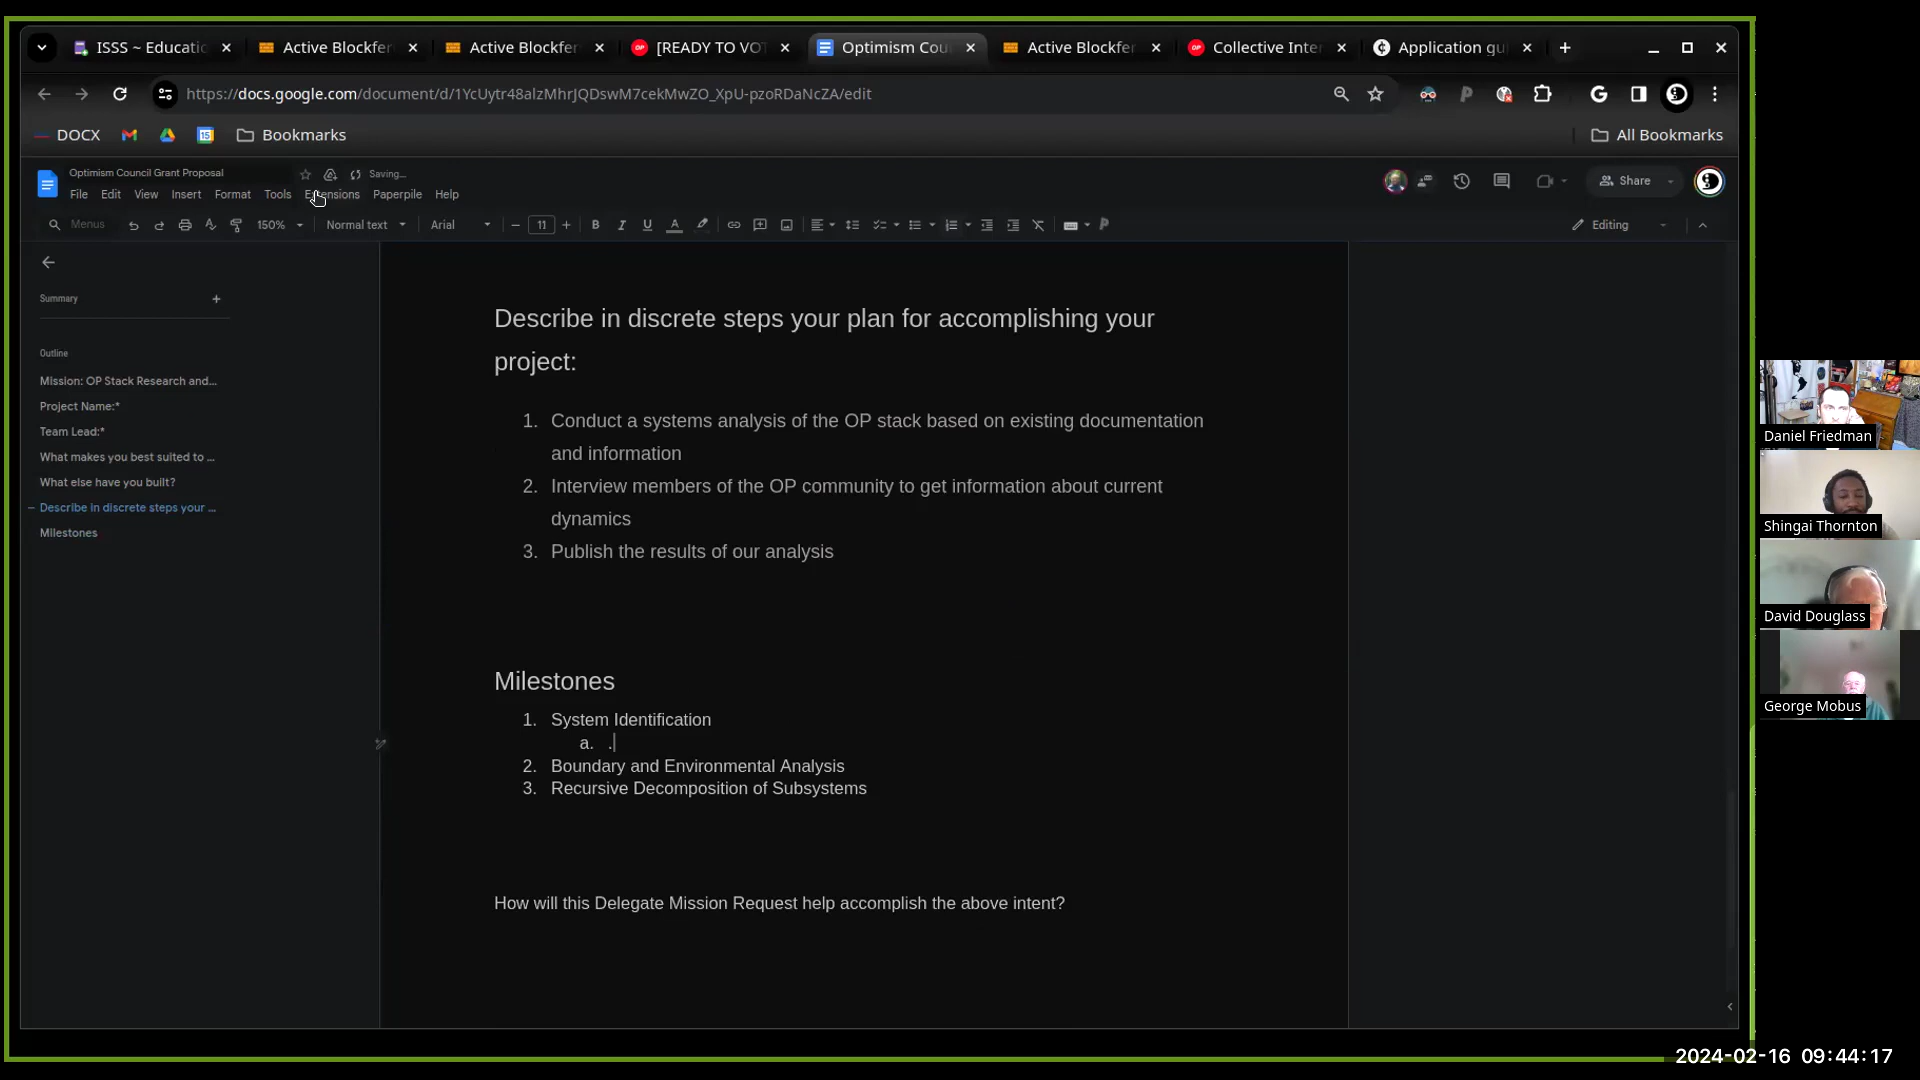 ISSS ~ Educatio
Active Blockfer
Active Blockfer
[READY TO VOT
Optimism Cou
Active Blockfer
Collective Inte
Application gu
https://docs.google.com/document/d/1YcUytr48alzMhrJQDswM7cekMwZO_XpU-pzoRDaNcZA/edit
DOCX
15
Bookmarks
All Bookmarks
Optimism Council Grant Proposal
Saving...
File Edit View Insert Format Tools Extensions Paperpile Help
Share
Menus
150%
Normal text
Arial
11
Editing
Summary
Outline
Mission: OP Stack Research and...
Project Name:*
Team Lead:*
What makes you best suited to ...
What else have you built?
Describe in discrete steps your ...
Milestones
Describe in discrete steps your plan for accomplishing your
project:
1. Conduct a systems analysis of the OP stack based on existing documentation
and information
2. Interview members of the OP community to get information about current
dynamics
3. Publish the results of our analysis
Milestones
1. System Identification
a. .
2. Boundary and Environmental Analysis
3. Recursive Decomposition of Subsystems
How will this Delegate Mission Request help accomplish the above intent?
Daniel Friedman
Shingai Thornton
David Douglass
George Mobus
2024-02-16 09:44:17